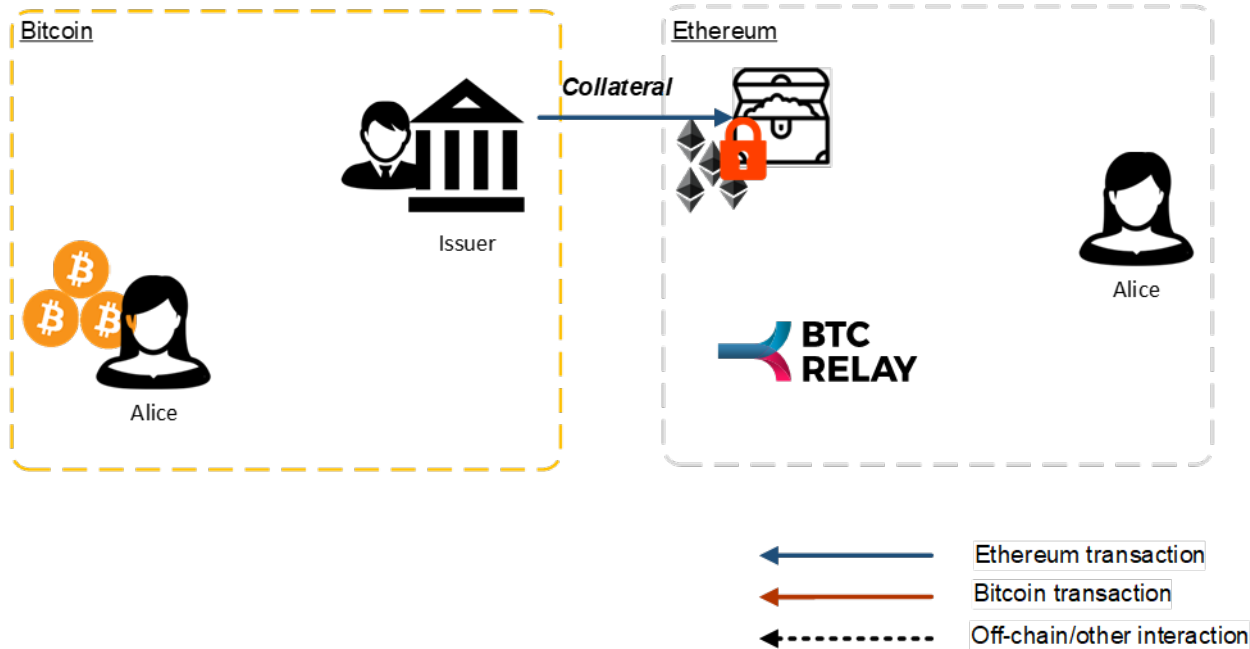 Bitcoin
Ethereum
Collateral
Issuer
Alice
Alice
BTC
RELAY
Ethereum transaction
Bitcoin transaction
Off-chain/other interaction